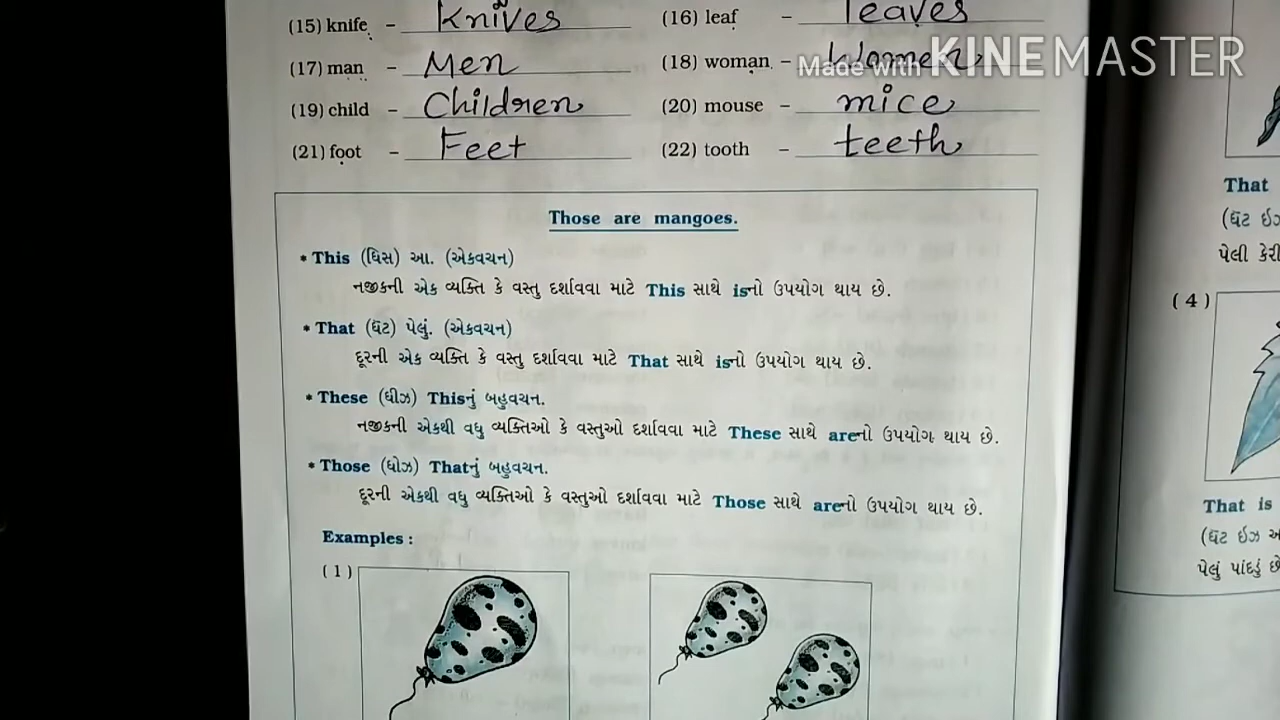 (15) knife - Knives (16) leaf - leaves
(17) man - Men (18) woman - Women
Made with KINEMASTER
(19) child - Children (20) mouse - mice
(21) foot - Feet (22) tooth - teeth
Those are mangoes.
* This (ધિસ) આ. (એકવચન)
નજીકની એક વ્યક્તિ કે વસ્તુ દર્શાવવા માટે This સાથે isનો ઉપયોગ થાય છે.
* That (ધૅટ) પેલું. (એકવચન)
દૂરની એક વ્યક્તિ કે વસ્તુ દર્શાવવા માટે That સાથે isનો ઉપયોગ થાય છે.
* These (ધીઝ) Thisનું બહુવચન.
નજીકની એકથી વધુ વ્યક્તિઓ કે વસ્તુઓ દર્શાવવા માટે These સાથે areનો ઉપયોગ થાય છે.
* Those (ધોઝ) Thatનું બહુવચન.
દૂરની એકથી વધુ વ્યક્તિઓ કે વસ્તુઓ દર્શાવવા માટે Those સાથે areનો ઉપયોગ થાય છે.
Examples :
(1)
That
(ધૅટ ઇઝ
પેલી કેરી
(4)
That is
(ધૅટ ઇઝ
પેલું પાંદડું છે